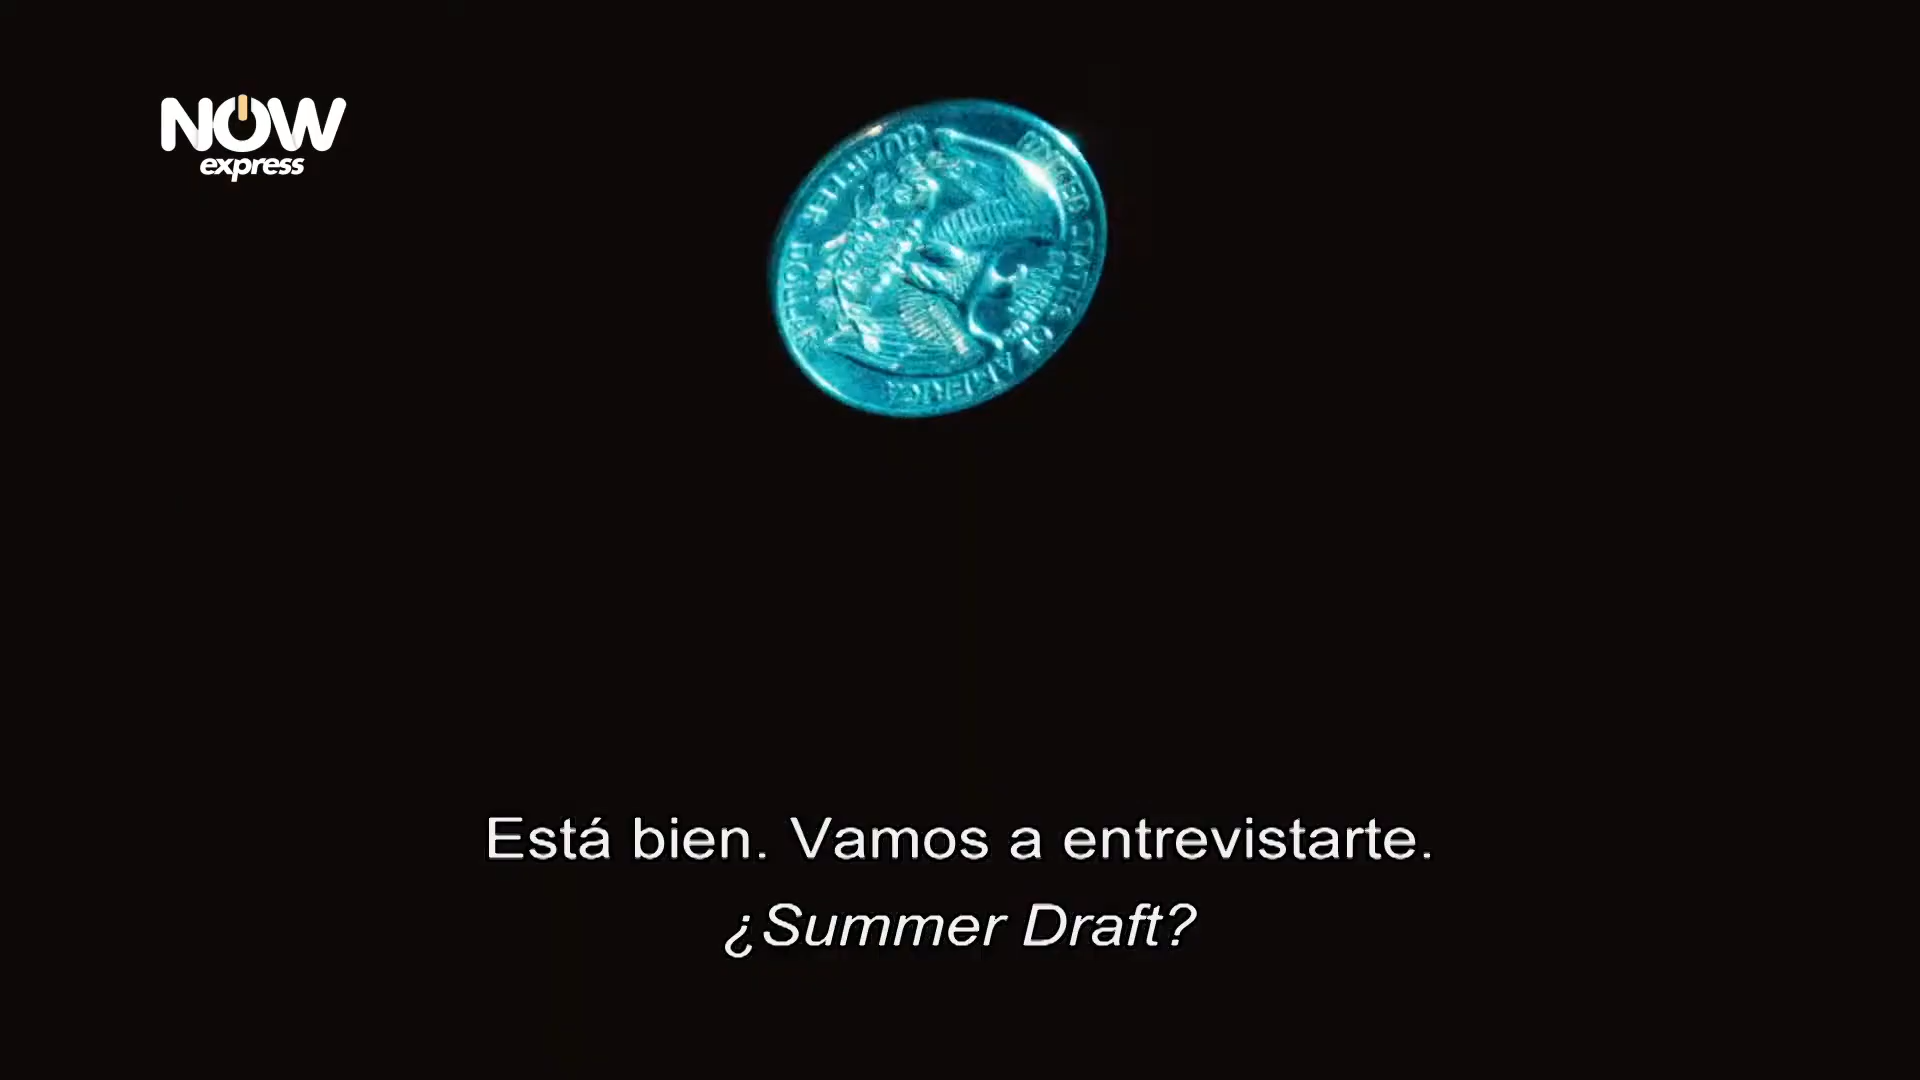 NOW
express
QUARTER DOLLAR
UNITED STATES OF AMERICA
Está bien. Vamos a entrevistarte.
¿Summer Draft?